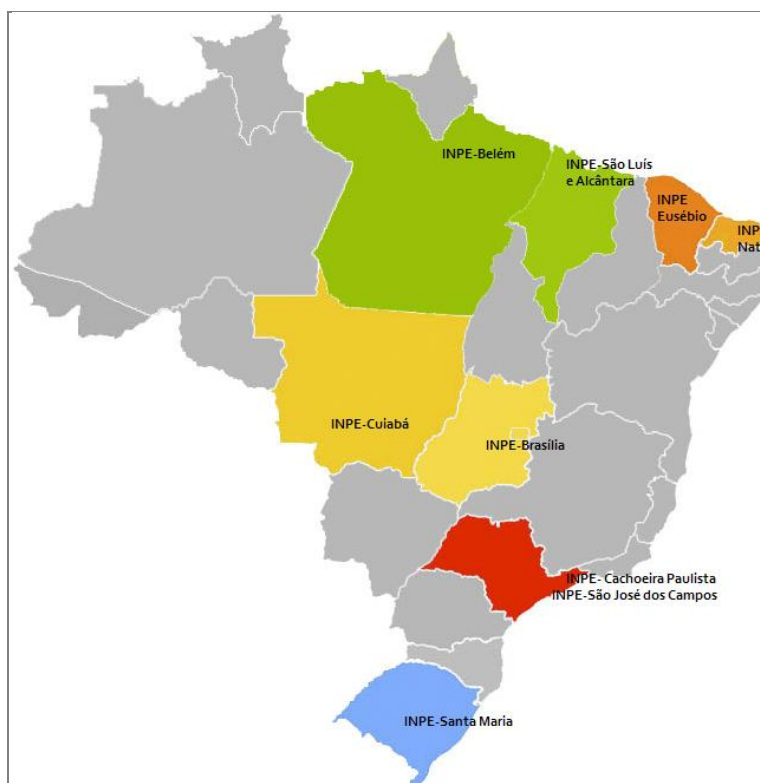 INPE-Belém
INPE-São Luís
e Alcântara
INPE
Eusébio
INPE-Cuiabá
INPE-Brasília
INPE- Cachoeira Paulista
INPE-São José dos Campos
INPE-Santa Maria